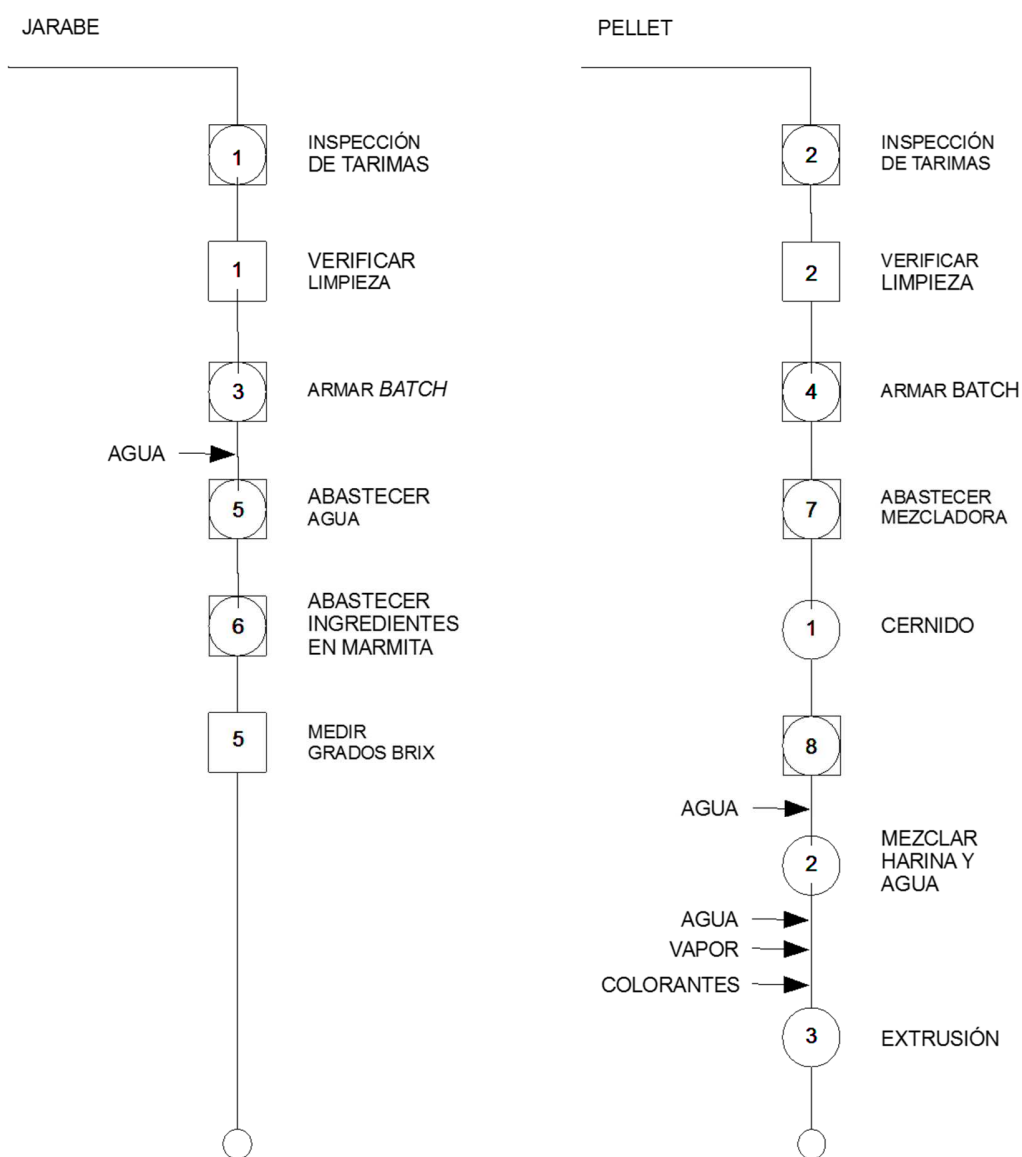 JARABE
1
INSPECCIÓN
DE TARIMAS
1
VERIFICAR
LIMPIEZA
3
ARMAR BATCH
AGUA
5
ABASTECER
AGUA
6
ABASTECER
INGREDIENTES
EN MARMITA
5
MEDIR
GRADOS BRIX
PELLET
2
INSPECCIÓN
DE TARIMAS
2
VERIFICAR
LIMPIEZA
4
ARMAR BATCH
7
ABASTECER
MEZCLADORA
1
CERNIDO
8
AGUA
2
MEZCLAR
HARINA Y
AGUA
AGUA
VAPOR
COLORANTES
3
EXTRUSIÓN